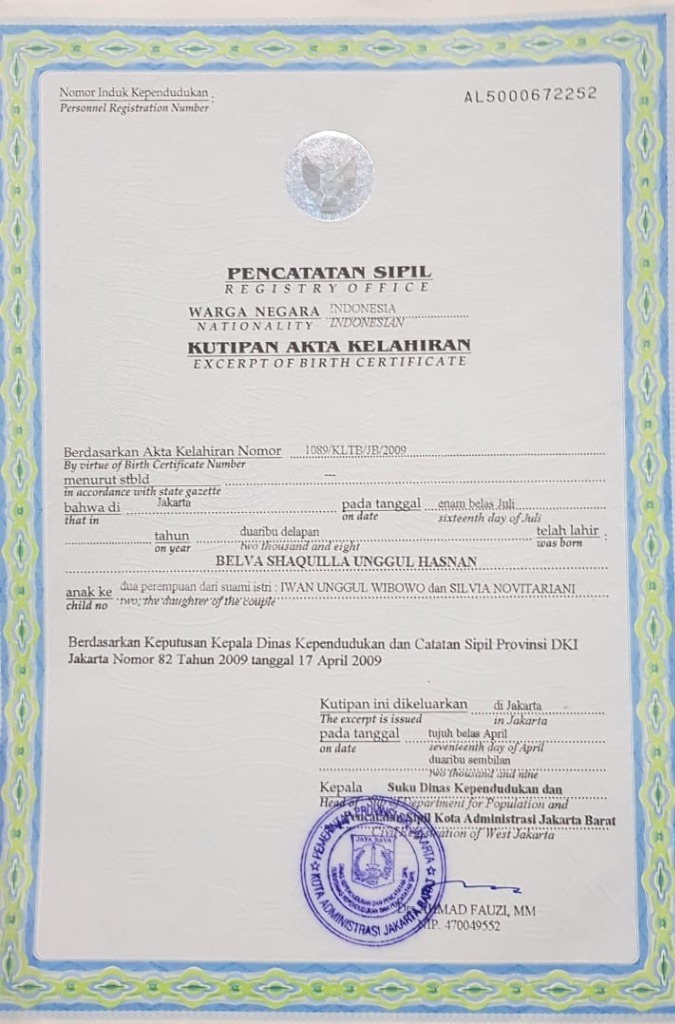 Nomor Induk Kependudukan :
Personnel Registration Number
AL5000672252
PENCATATAN SIPIL
REGISTRY OFFICE
WARGA NEGARA INDONESIA
NATIONALITY INDONESIAN
KUTIPAN AKTA KELAHIRAN
EXCERPT OF BIRTH CERTIFICATE
Berdasarkan Akta Kelahiran Nomor 1089/KLTB/JB/2009
By virtue of Birth Certificate Number
menurut stbld ---
in accordance with state gazette
bahwa di Jakarta pada tanggal enam belas Juli
that in on date sixteenth day of Juli
tahun duaribu delapan telah lahir :
on year two thousand and eight was born
BELVA SHAQUILLA UNGGUL HASNAN
anak ke dua perempuan dari suami istri : IWAN UNGGUL WIBOWO dan SILVIA NOVITARIANI
child no two, the daughter of the couple
Berdasarkan Keputusan Kepala Dinas Kependudukan dan Catatan Sipil Provinsi DKI
Jakarta Nomor 82 Tahun 2009 tanggal 17 April 2009
Kutipan ini dikeluarkan di Jakarta
The excerpt is issued in Jakarta
pada tanggal tujuh belas April
on date seventeenth day of April
duaribu sembilan
two thousand and nine
Kepala Suku Dinas Kependudukan dan
Head of Department for Population and
Pencatatan Sipil Kota Administrasi Jakarta Barat
Civil Registration of West Jakarta
JAYA RAYA
KOTA ADMINISTRASI JAKARTA BARAT
FAUZI, MM
NIP. 470049552